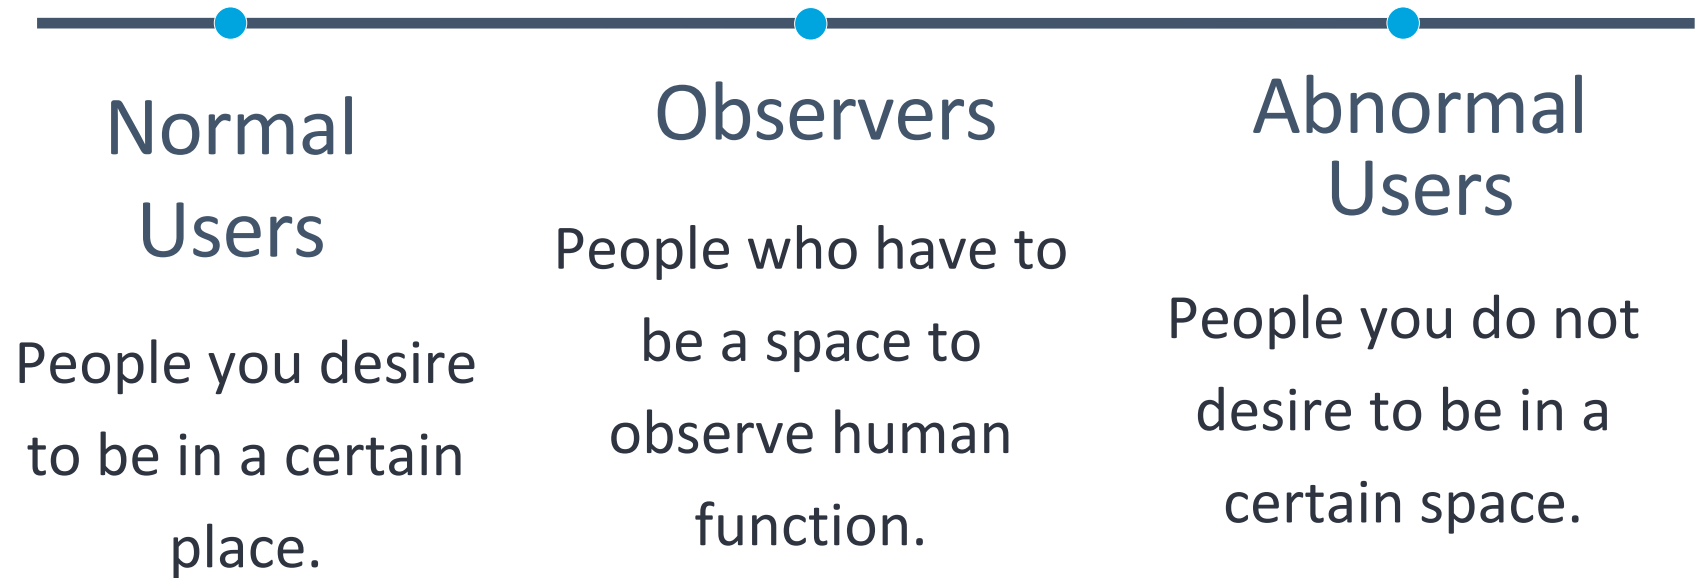 Normal
Users
People you desire
to be in a certain
place.
Observers
People who have to
be a space to
observe human
function.
Abnormal
Users
People you do not
desire to be in a
certain space.